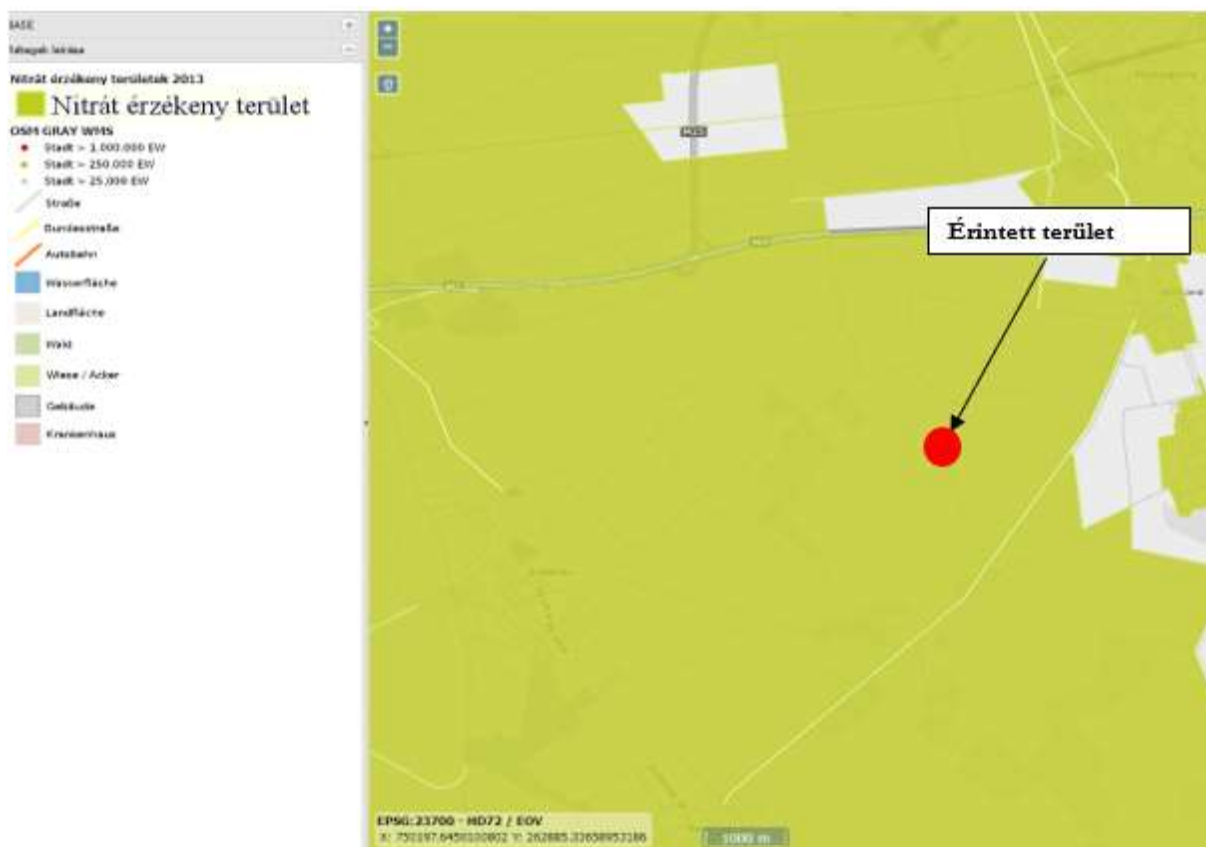 BASE
Nitrát érzékeny területek 2013
Nitrát érzékeny terület
OSM GRAY WMS
Stadt > 1.000.000 EW
Stadt > 250.000 EW
Stadt > 25.000 EW
Straße
Bundesstraße
Autobahn
Wasserfläche
Landfläche
Wald
Wiese / Acker
Gebäude
Krankenhaus
M25
Érintett terület
EPSG:23700 - HD72 / EOV
1000 m